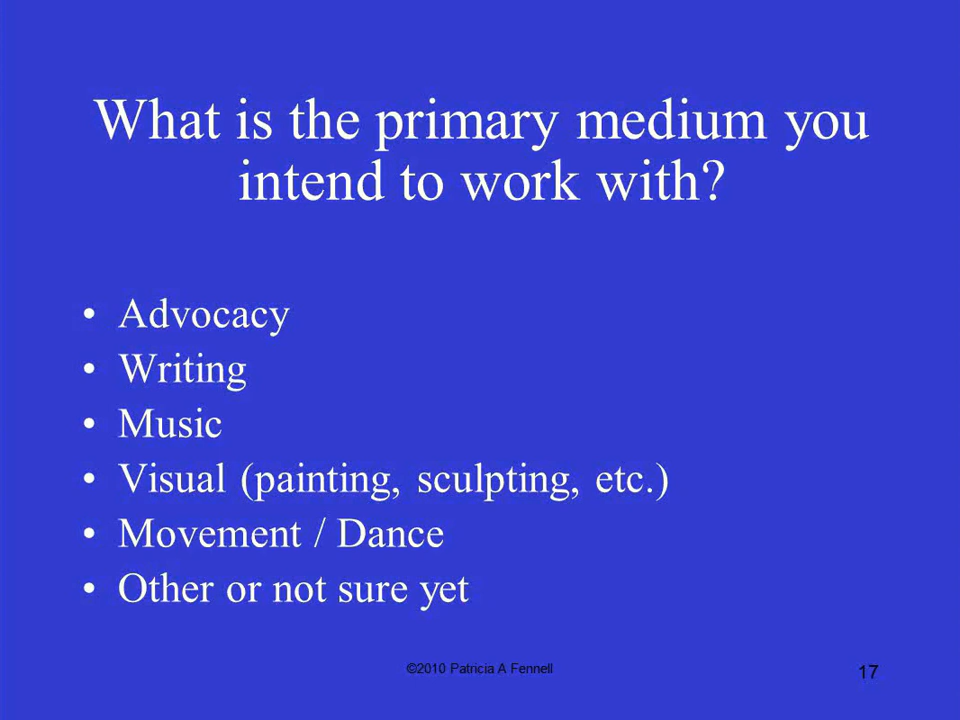 What is the primary medium you
intend to work with?
• Advocacy
• Writing
• Music
• Visual (painting, sculpting, etc.)
• Movement / Dance
• Other or not sure yet
©2010 Patricia A Fennell
17